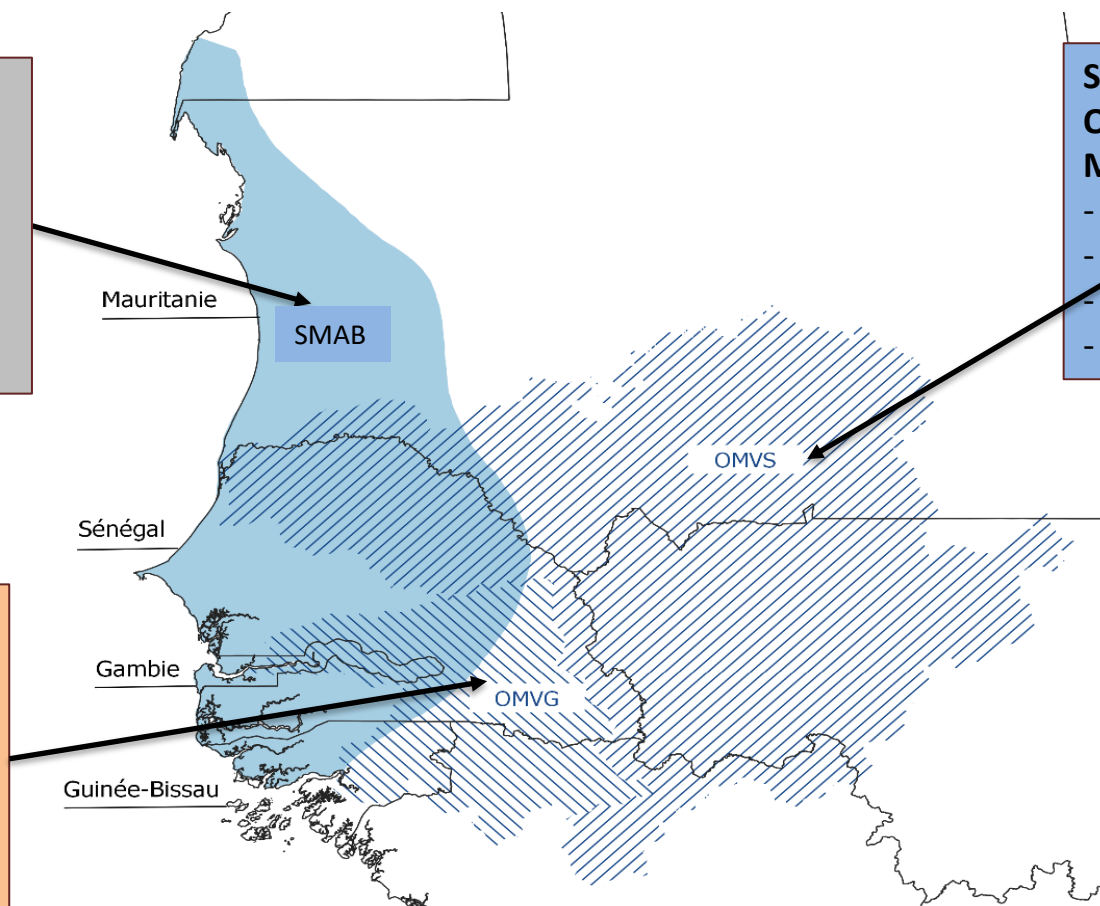 S
O
M
-
-
-
-
Mauritanie
SMAB
OMVS
Sénégal
Gambie
OMVG
Guinée-Bissau